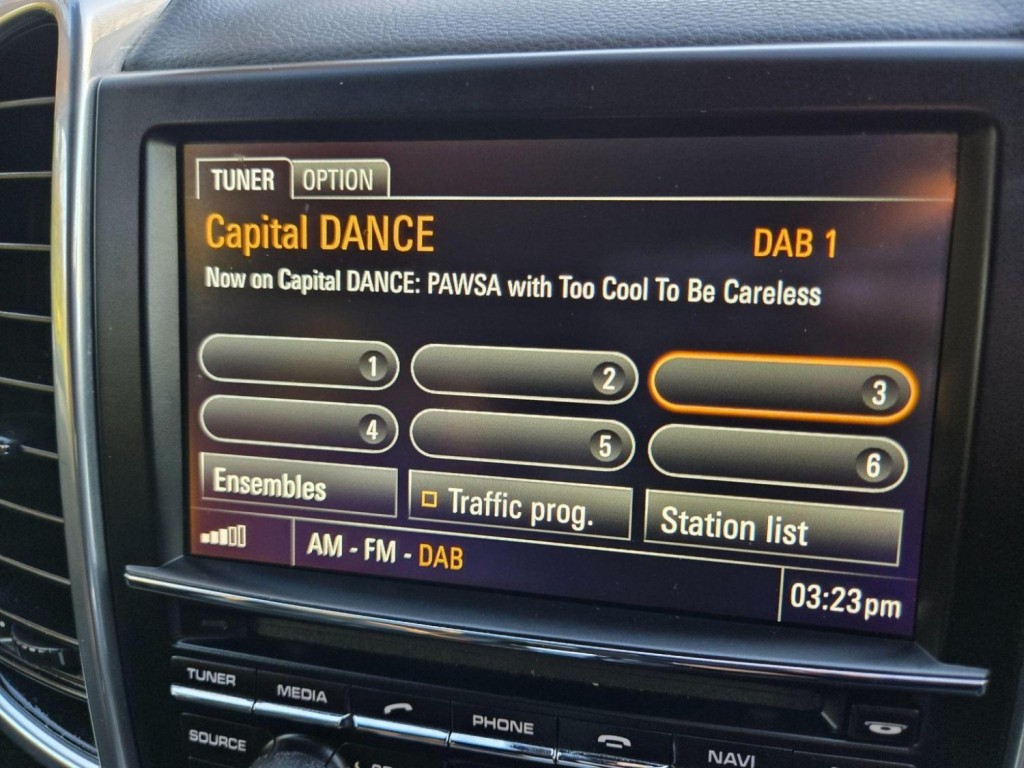 TUNER OPTION
Capital DANCE DAB 1
Now on Capital DANCE: PAWSA with Too Cool To Be Careless
1 2 3
4 5 6
Ensembles Traffic prog. Station list
AM - FM - DAB
03:23pm
TUNER MEDIA PHONE NAVI
SOURCE